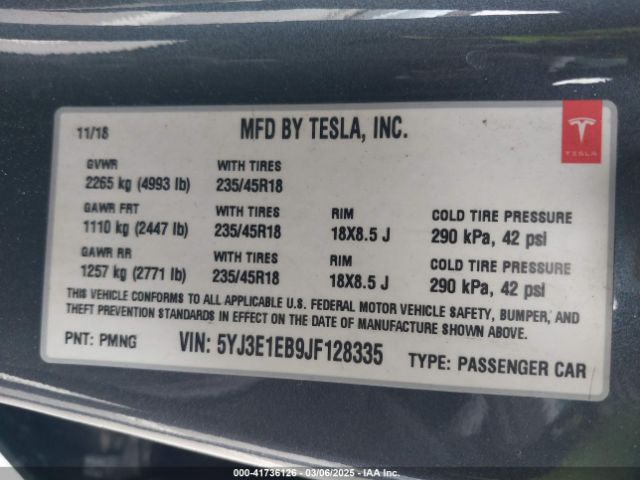 11/18
MFD BY TESLA, INC.
TESLA
GVWR WITH TIRES
2265 kg (4993 lb) 235/45R18
GAWR FRT WITH TIRES RIM COLD TIRE PRESSURE
1110 kg (2447 lb) 235/45R18 18X8.5 J 290 kPa, 42 psi
GAWR RR WITH TIRES RIM COLD TIRE PRESSURE
1257 kg (2771 lb) 235/45R18 18X8.5 J 290 kPa, 42 psi
THIS VEHICLE CONFORMS TO ALL APPLICABLE U.S. FEDERAL MOTOR VEHICLE SAFETY, BUMPER, AND
THEFT PREVENTION STANDARDS IN EFFECT ON THE DATE OF MANUFACTURE SHOWN ABOVE.
PNT: PMNG VIN: 5YJ3E1EB9JF128335 TYPE: PASSENGER CAR
000-41736126 - 03/06/2025 - IAA Inc.